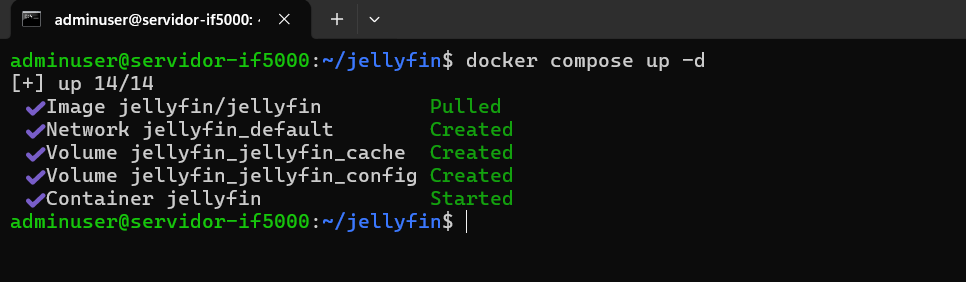 adminuser@servidor-if5000: ~
adminuser@servidor-if5000:~/jellyfin$ docker compose up -d
[+] up 14/14
✔Image jellyfin/jellyfin Pulled
✔Network jellyfin_default Created
✔Volume jellyfin_jellyfin_cache Created
✔Volume jellyfin_jellyfin_config Created
✔Container jellyfin Started
adminuser@servidor-if5000:~/jellyfin$